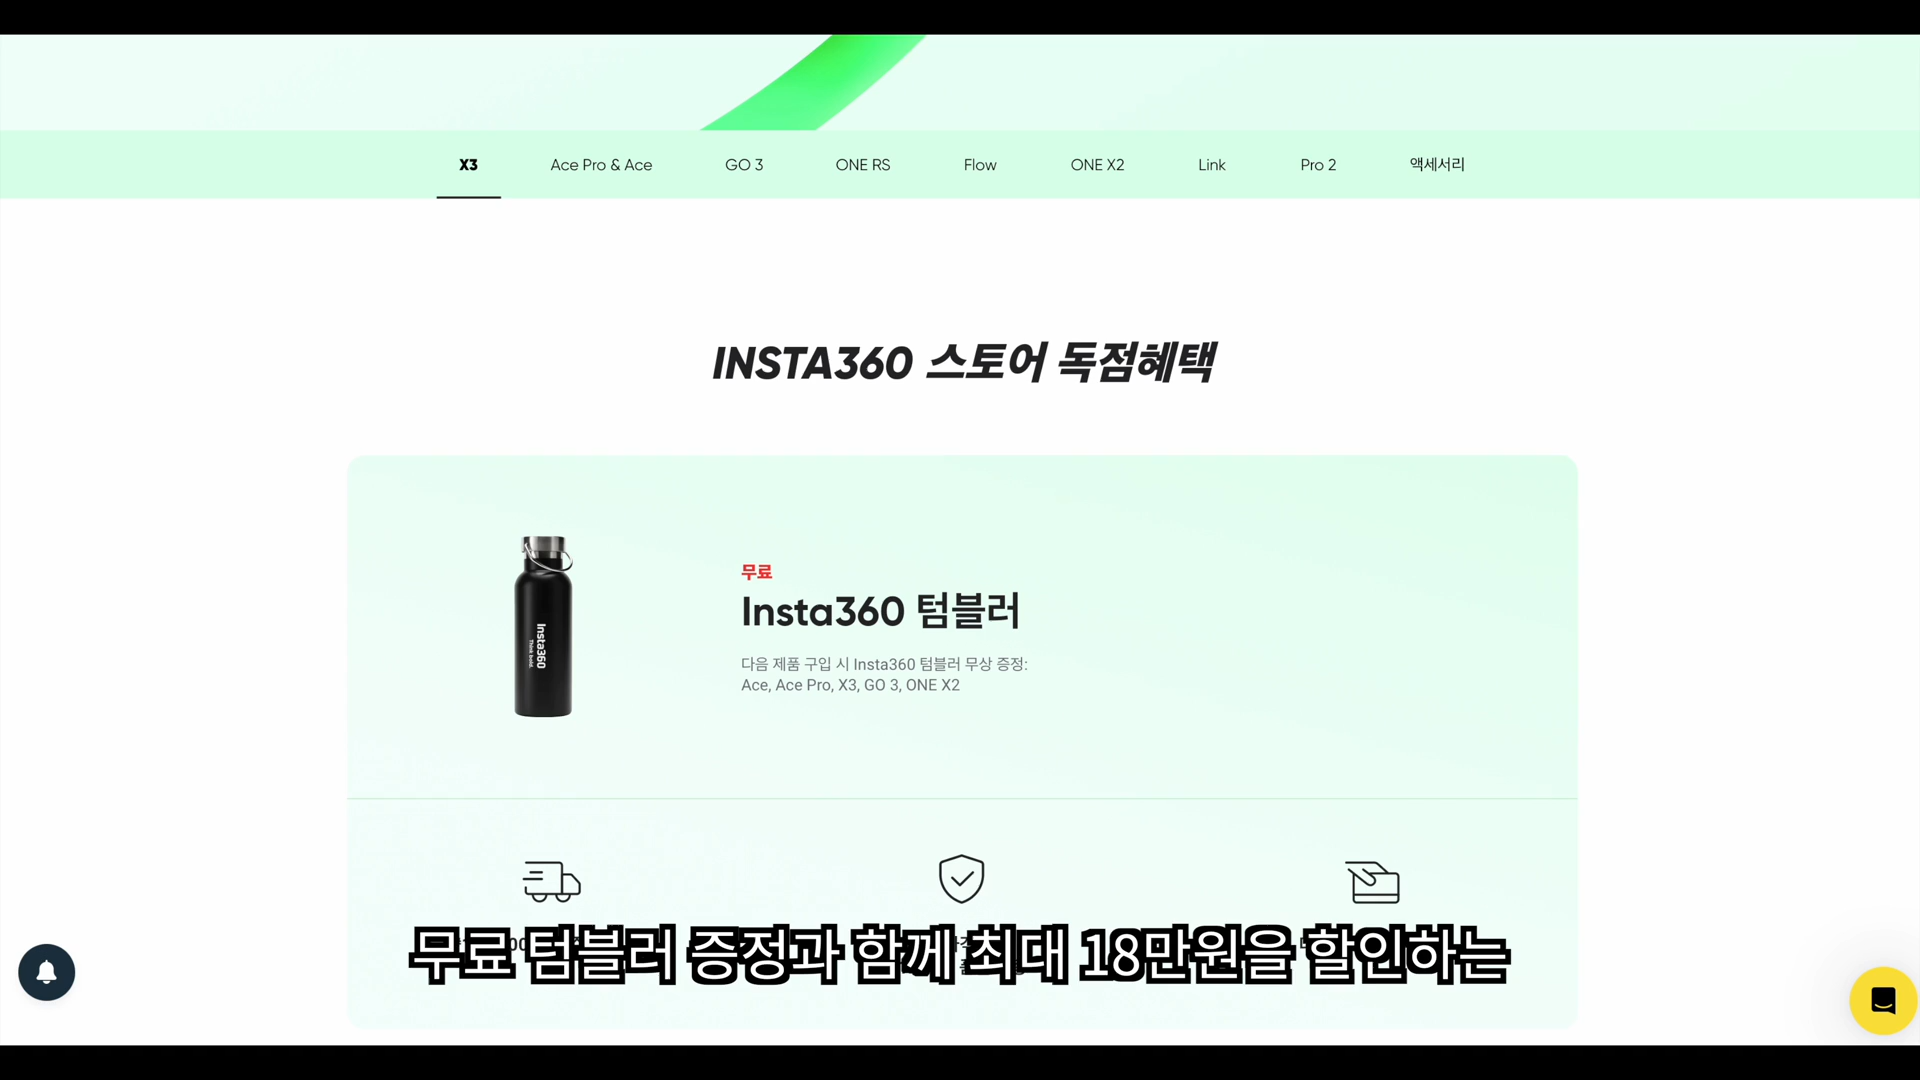 X3
Ace Pro & Ace
GO 3
ONE RS
Flow
ONE X2
Link
Pro 2
액세서리
INSTA360 스토어 독점혜택
Insta360
Think bold.
무료
Insta360 텀블러
다음 제품 구입 시 Insta360 텀블러 무상 증정:
Ace, Ace Pro, X3, GO 3, ONE X2
무료 텀블러 증정과 함께 최대 18만원을 할인하는